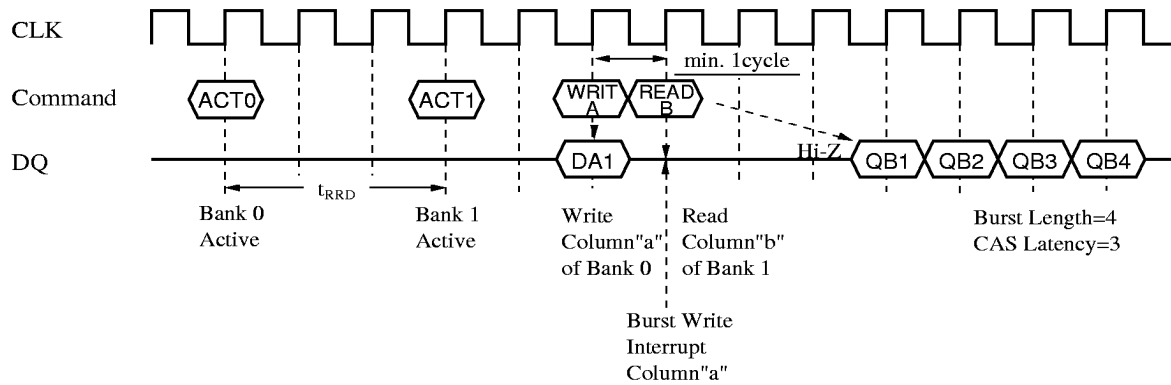 CLK
min. 1cycle
Command
ACT0
ACT1
WRIT
A
READ
B
DQ
DA1
Hi-Z
QB1
QB2
QB3
QB4
tRRD
Bank 0
Active
Bank 1
Active
Write
Column"a"
of Bank 0
Read
Column"b"
of Bank 1
Burst Length=4
CAS Latency=3
Burst Write
Interrupt
Column"a"